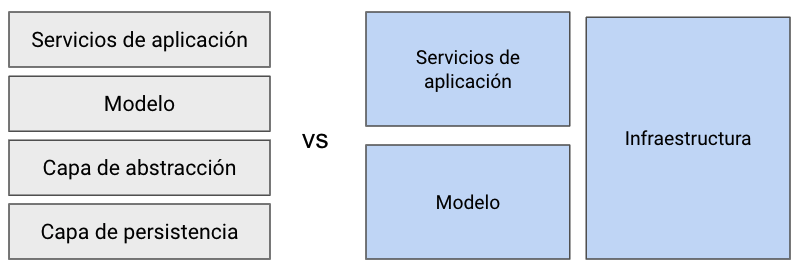 Servicios de aplicación
Modelo
Capa de abstracción
Capa de persistencia
vs
Servicios de
aplicación
Modelo
Infraestructura